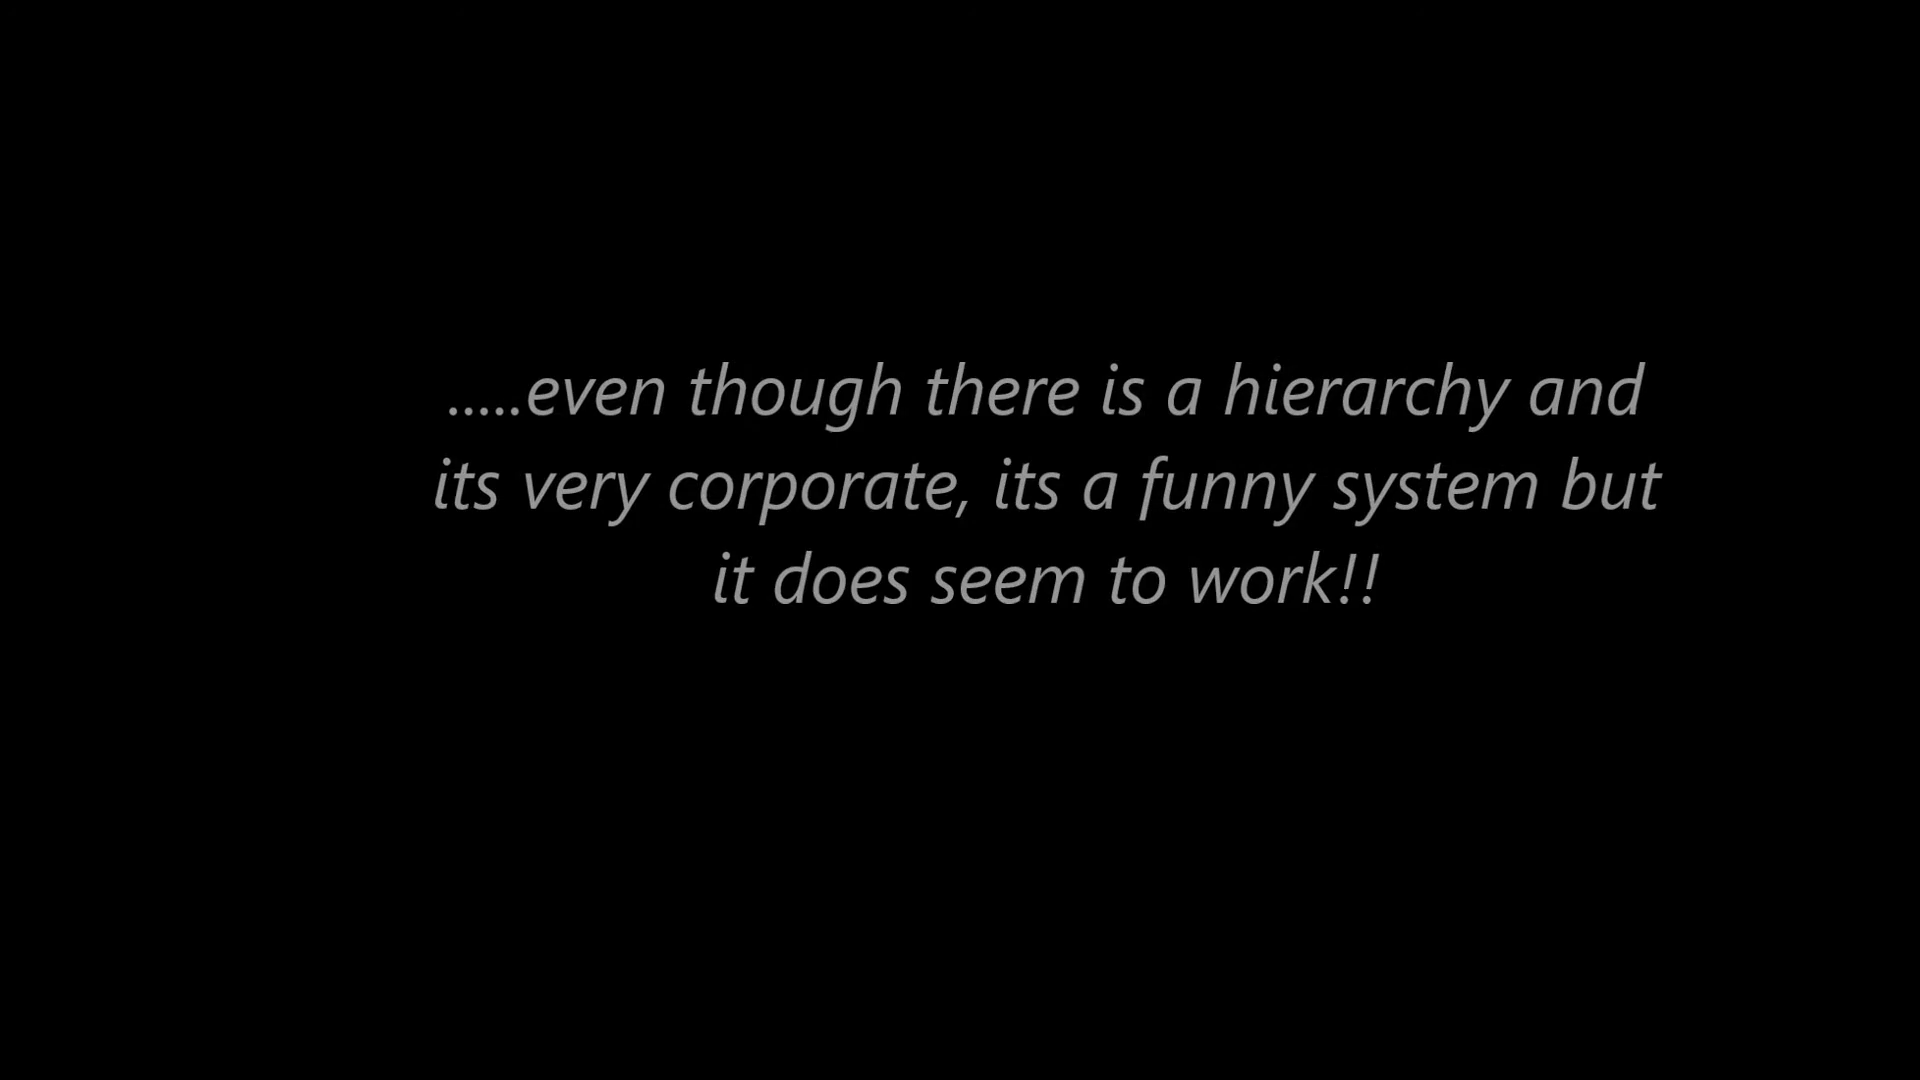 .....even though there is a hierarchy and
its very corporate, its a funny system but
it does seem to work!!